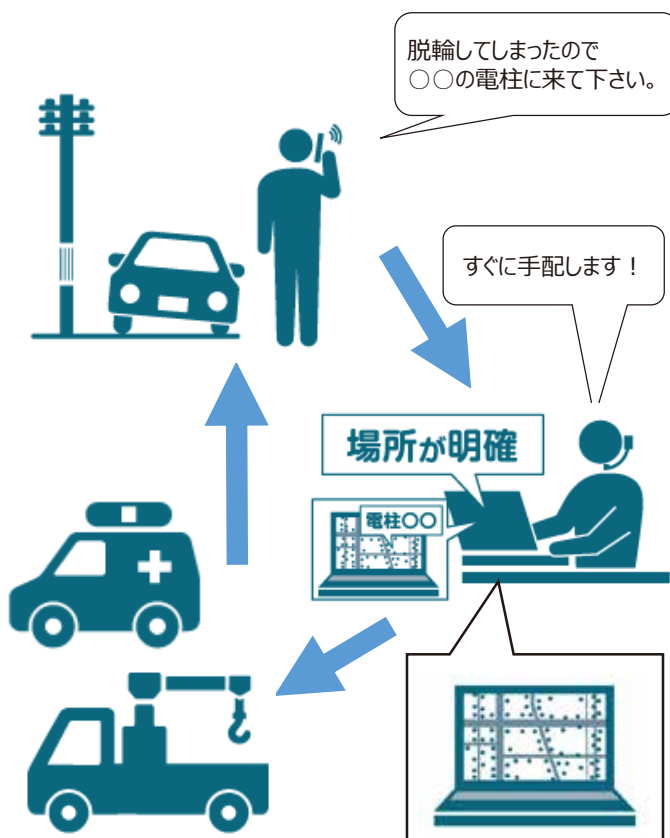 脱輪してしまったので
○○の電柱に来て下さい。
すぐに手配します！
場所が明確
電柱○○